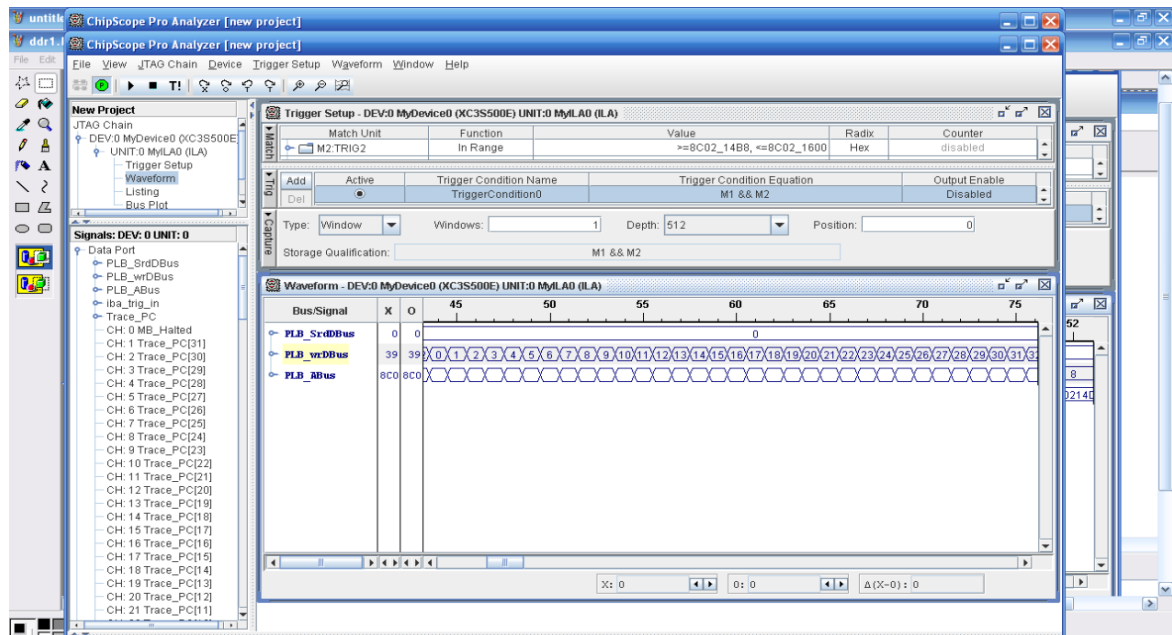 untitle
ChipScope Pro Analyzer [new project]
ddr1.
ChipScope Pro Analyzer [new project]
File Edit
File View JTAG Chain Device Trigger Setup Waveform Window Help
T!
New Project
JTAG Chain
DEV:0 MyDevice0 (XC3S500E
UNIT:0 MyILA0 (ILA)
Trigger Setup
Waveform
Listing
Bus Plot
Signals: DEV: 0 UNIT: 0
Data Port
PLB_SrdDBus
PLB_wrDBus
PLB_ABus
iba_trig_in
Trace_PC
CH: 0 MB_Halted
CH: 1 Trace_PC[31]
CH: 2 Trace_PC[30]
CH: 3 Trace_PC[29]
CH: 4 Trace_PC[28]
CH: 5 Trace_PC[27]
CH: 6 Trace_PC[26]
CH: 7 Trace_PC[25]
CH: 8 Trace_PC[24]
CH: 9 Trace_PC[23]
CH: 10 Trace_PC[22]
CH: 11 Trace_PC[21]
CH: 12 Trace_PC[20]
CH: 13 Trace_PC[19]
CH: 14 Trace_PC[18]
CH: 15 Trace_PC[17]
CH: 16 Trace_PC[16]
CH: 17 Trace_PC[15]
CH: 18 Trace_PC[14]
CH: 19 Trace_PC[13]
CH: 20 Trace_PC[12]
CH: 21 Trace_PC[11]
Trigger Setup - DEV:0 MyDevice0 (XC3S500E) UNIT:0 MyILA0 (ILA)
Match
Match Unit Function Value Radix Counter
M2:TRIG2 In Range >=8C02_14B8, <=8C02_1600 Hex disabled
Trig
Add Active Trigger Condition Name Trigger Condition Equation Output Enable
Del TriggerCondition0 M1 && M2 Disabled
Capture
Type: Window Windows: 1 Depth: 512 Position: 0
Storage Qualification: M1 && M2
Waveform - DEV:0 MyDevice0 (XC3S500E) UNIT:0 MyILA0 (ILA)
Bus/Signal X O 45 50 55 60 65 70 75
PLB_SrdDBus 0 0 0
PLB_wrDBus 39 39 0 1 2 3 4 5 6 7 8 9 10 11 12 13 14 15 16 17 18 19 20 21 22 23 24 25 26 27 28 29 30 31 32
PLB_ABus 8C0 8C0
X: 0 O: 0 Δ(X-O): 0
52
8
0214D